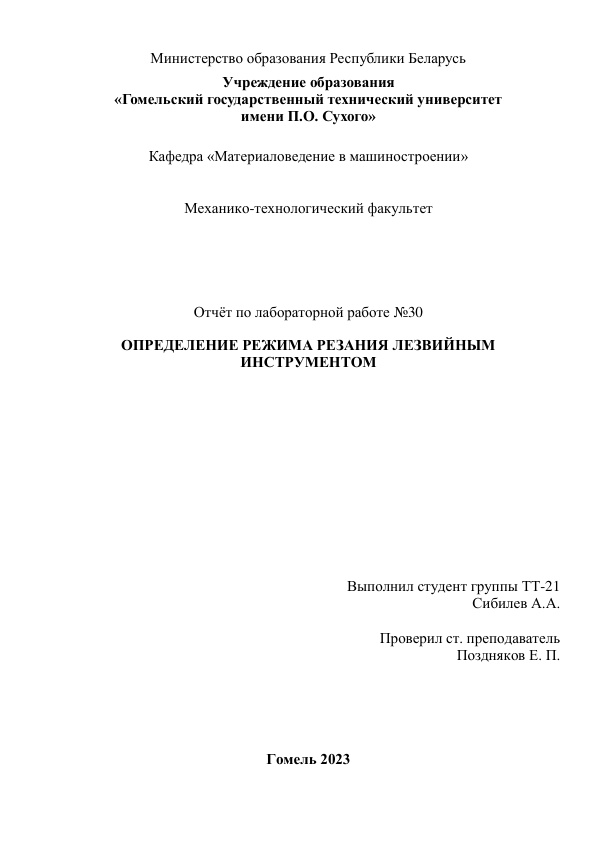 Министерство образования Республики Беларусь
Учреждение образования
«Гомельский государственный технический университет
имени П.О. Сухого»
Кафедра «Материаловедение в машиностроении»
Механико-технологический факультет
Отчёт по лабораторной работе №30
ОПРЕДЕЛЕНИЕ РЕЖИМА РЕЗАНИЯ ЛЕЗВИЙНЫМ
ИНСТРУМЕНТОМ
Выполнил студент группы ТТ-21
Сибилев А.А.
Проверил ст. преподаватель
Поздняков Е. П.
Гомель 2023